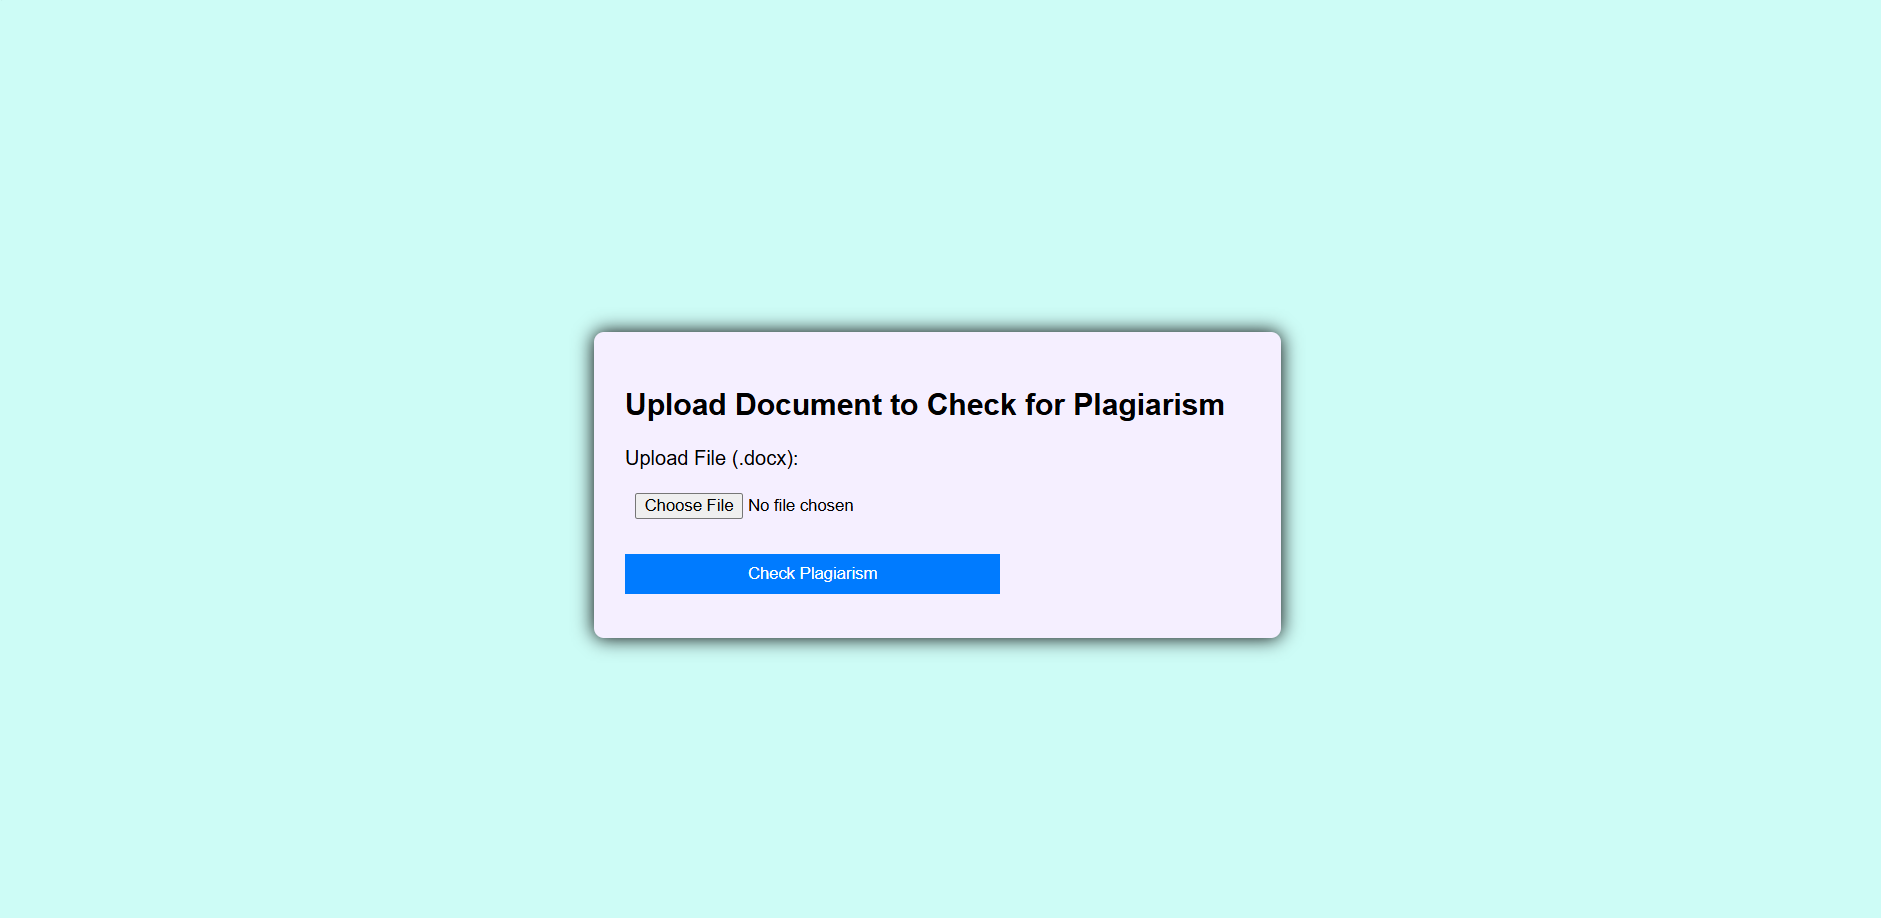 Upload Document to Check for Plagiarism
Upload File (.docx):
Choose File No file chosen
Check Plagiarism